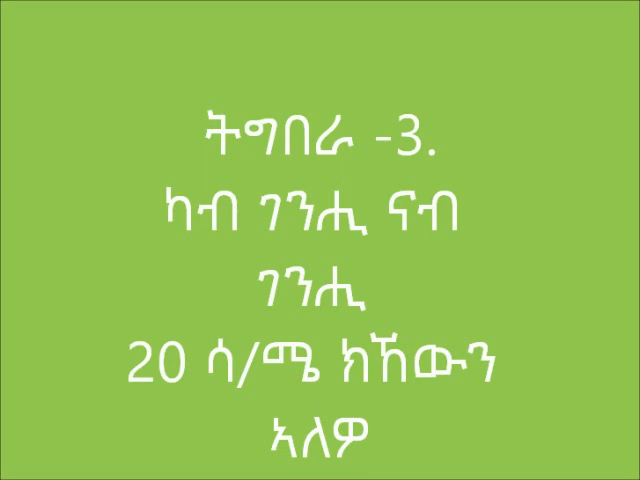 ትግበራ -3.
ካብ ገንሒ ናብ
ገንሒ
20 ሳ/ሜ ክኸውን
ኣለዎ